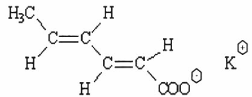 H₃C H
C=C H
H C=C K⊕
H COO⊖